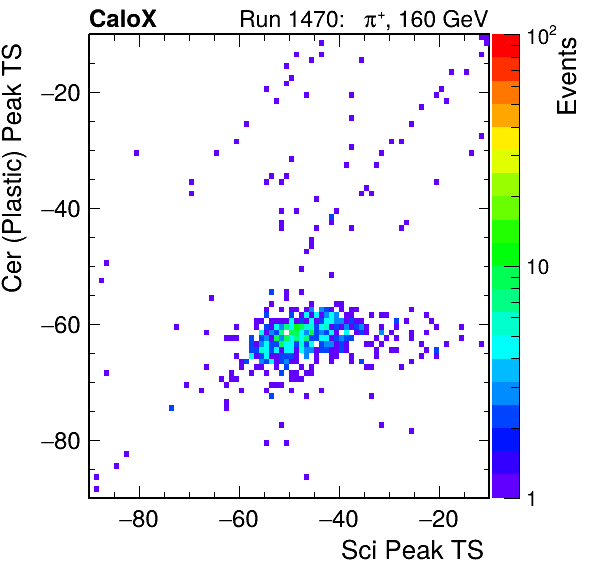 CaloX Run 1470: π⁺, 160 GeV
Cer (Plastic) Peak TS
−20
−40
−60
−80
−80 −60 −40 −20
Sci Peak TS
10²
10
1
Events